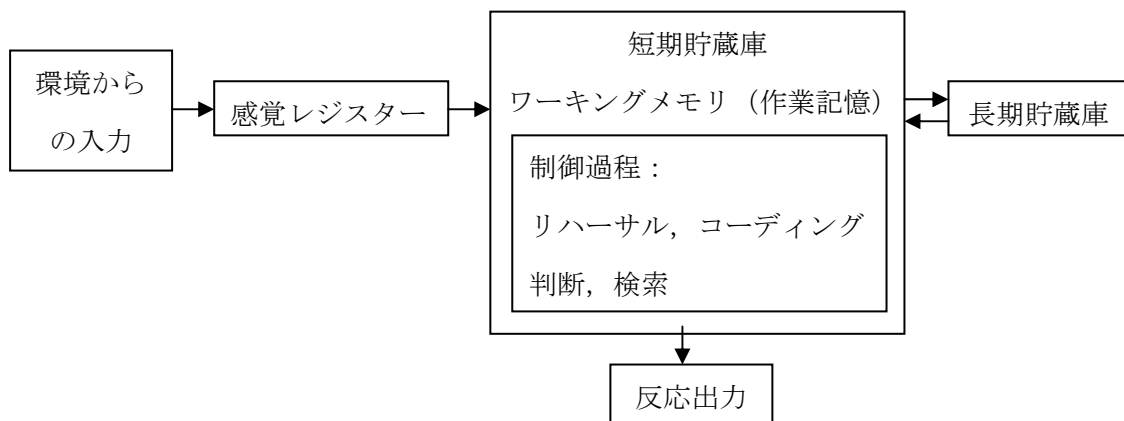 環境から
の入力
感覚レジスター
短期貯蔵庫
ワーキングメモリ（作業記憶）
制御過程：
リハーサル，コーディング
判断，検索
長期貯蔵庫
反応出力